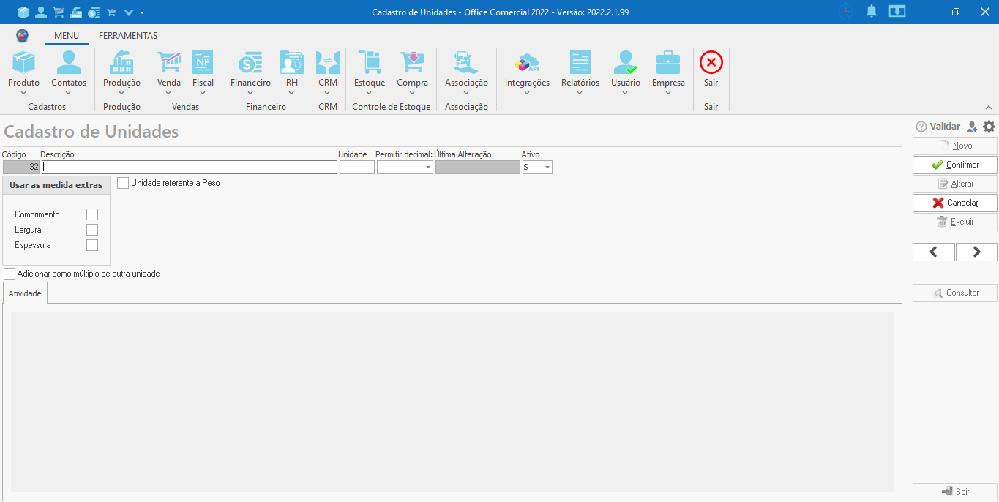 Cadastro de Unidades - Office Comercial 2022 - Versão: 2022.2.1.99
MENU FERRAMENTAS
Produto Contatos Produção Venda NF Fiscal Financeiro RH CRM Estoque Compra Associação API Integrações Relatórios Usuário Empresa Sair
Cadastros Produção Vendas Financeiro CRM Controle de Estoque Associação Sair
Cadastro de Unidades
Validar
Código Descrição Unidade Permitir decimal: Última Alteração Ativo
32 S
Usar as medida extras
Unidade referente a Peso
Comprimento
Largura
Espessura
Adicionar como múltiplo de outra unidade
Atividade
Novo
Confirmar
Alterar
Cancelar
Excluir
Consultar
Sair